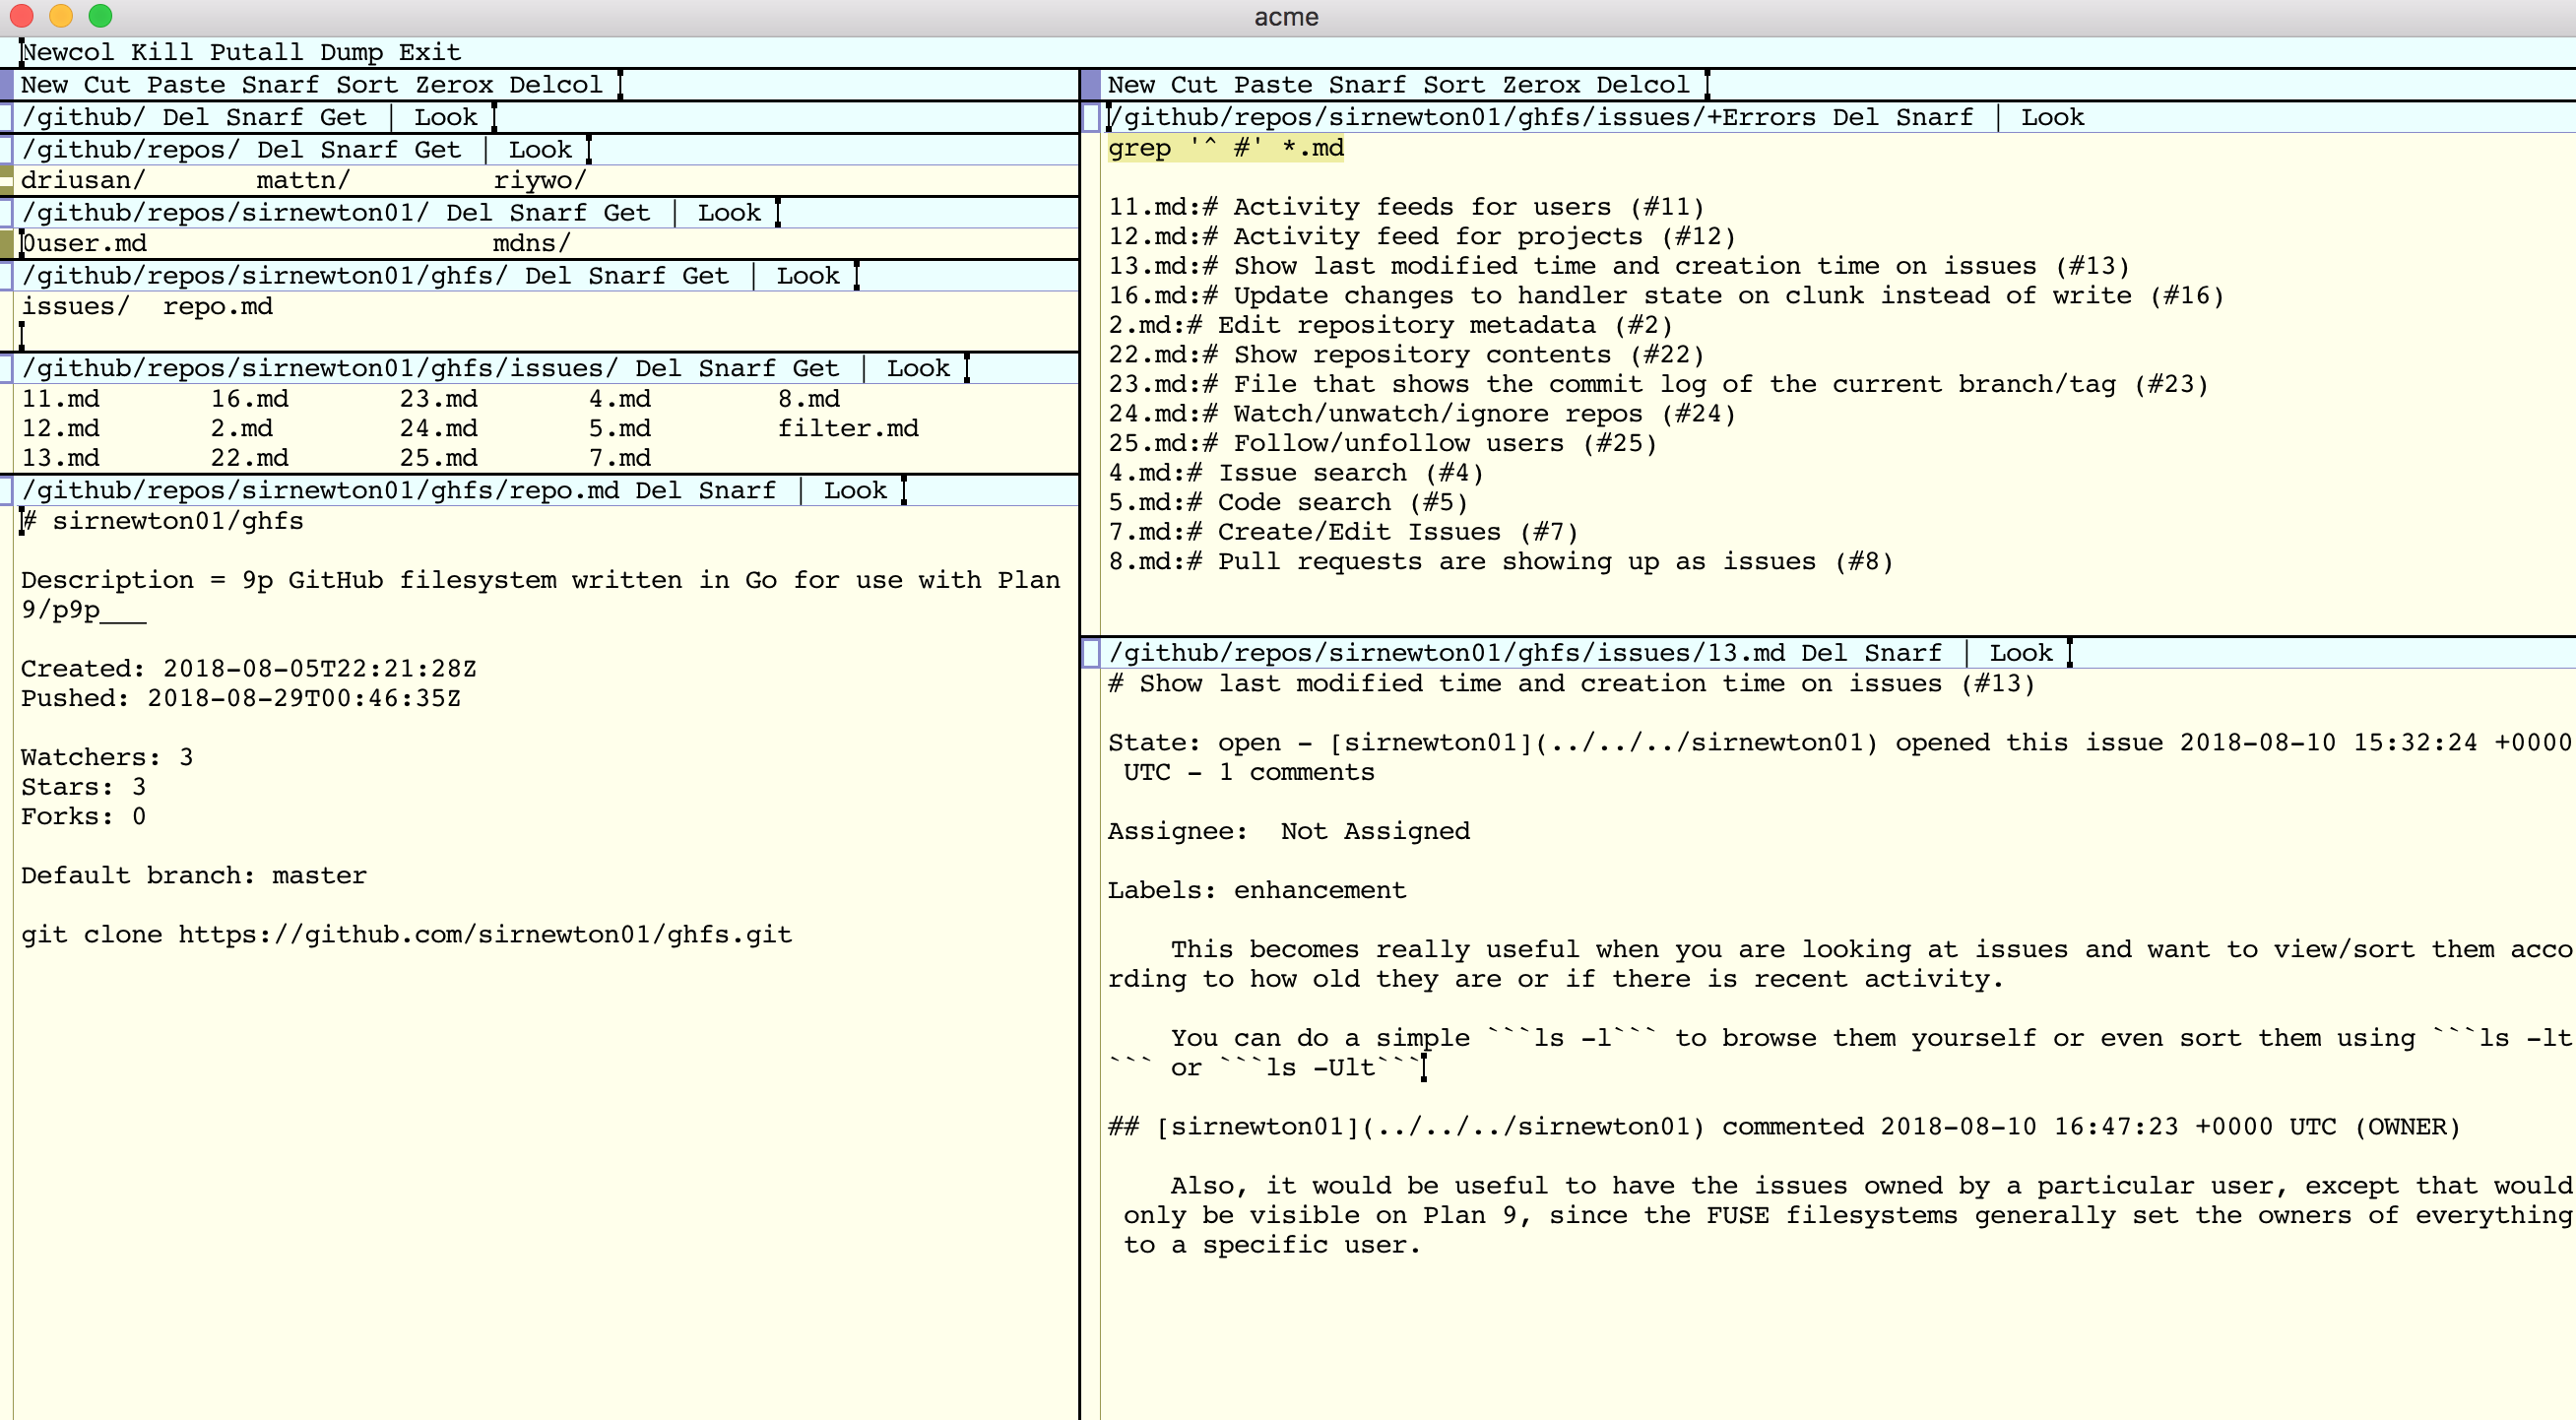 acme
Newcol Kill Putall Dump Exit
New Cut Paste Snarf Sort Zerox Delcol
/github/ Del Snarf Get | Look
/github/repos/ Del Snarf Get | Look
driusan/ mattn/ riywo/
/github/repos/sirnewton01/ Del Snarf Get | Look
0user.md mdns/
/github/repos/sirnewton01/ghfs/ Del Snarf Get | Look
issues/ repo.md
/github/repos/sirnewton01/ghfs/issues/ Del Snarf Get | Look
11.md 16.md 23.md 4.md 8.md
12.md 2.md 24.md 5.md filter.md
13.md 22.md 25.md 7.md
/github/repos/sirnewton01/ghfs/repo.md Del Snarf | Look
# sirnewton01/ghfs
Description = 9p GitHub filesystem written in Go for use with Plan
9/p9p___
Created: 2018-08-05T22:21:28Z
Pushed: 2018-08-29T00:46:35Z
Watchers: 3
Stars: 3
Forks: 0
Default branch: master
git clone https://github.com/sirnewton01/ghfs.git
New Cut Paste Snarf Sort Zerox Delcol
/github/repos/sirnewton01/ghfs/issues/+Errors Del Snarf | Look
grep '^ #' *.md
11.md:# Activity feeds for users (#11)
12.md:# Activity feed for projects (#12)
13.md:# Show last modified time and creation time on issues (#13)
16.md:# Update changes to handler state on clunk instead of write (#16)
2.md:# Edit repository metadata (#2)
22.md:# Show repository contents (#22)
23.md:# File that shows the commit log of the current branch/tag (#23)
24.md:# Watch/unwatch/ignore repos (#24)
25.md:# Follow/unfollow users (#25)
4.md:# Issue search (#4)
5.md:# Code search (#5)
7.md:# Create/Edit Issues (#7)
8.md:# Pull requests are showing up as issues (#8)
/github/repos/sirnewton01/ghfs/issues/13.md Del Snarf | Look
# Show last modified time and creation time on issues (#13)
State: open - [sirnewton01](../../../sirnewton01) opened this issue 2018-08-10 15:32:24 +0000
UTC - 1 comments
Assignee:  Not Assigned
Labels: enhancement
This becomes really useful when you are looking at issues and want to view/sort them acco
rding to how old they are or if there is recent activity.
You can do a simple ```ls -l``` to browse them yourself or even sort them using ```ls -lt
``` or ```ls -Ult```
## [sirnewton01](../../../sirnewton01) commented 2018-08-10 16:47:23 +0000 UTC (OWNER)
Also, it would be useful to have the issues owned by a particular user, except that would
only be visible on Plan 9, since the FUSE filesystems generally set the owners of everything
to a specific user.